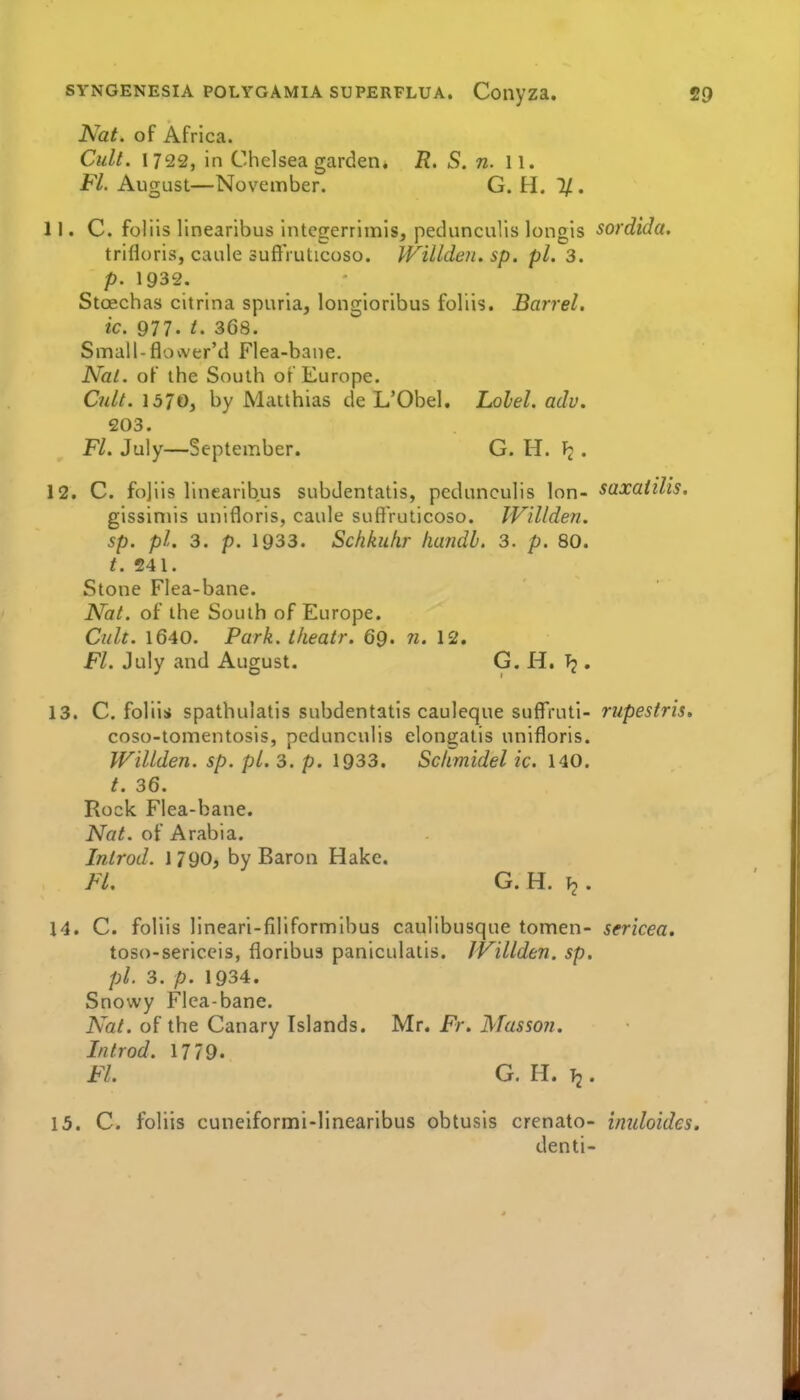 SYNGENESIA POLYGAMIA SUPERFLUA. Conyza. 29
Nat. of Africa.
Cult. 1722, in Chelsea garden. R. S. n. 11.
Fl. August—November. G. H. ♃.
11. C. foliis linearibus integerrimis, pedunculis longis sordida.
trifloris, caule suffruticoso. Willden. sp. pl. 3.
p. 1932.
Stœchas citrina spuria, longioribus foliis. Barrel.
ic. 977. t. 368.
Small-flower'd Flea-bane.
Nat. of the South of Europe.
Cult. 1570, by Matthias de L'Obel. Lobel. adv.
203.
Fl. July—September. G. H. ♄.
12. C. foliis linearibus subdentatis, pedunculis lon- saxatilis.
gissimis unifloris, caule suffruticoso. Willden.
sp. pl. 3. p. 1933. Schkuhr handb. 3. p. 80.
t. 241.
Stone Flea-bane.
Nat. of the South of Europe.
Cult. 1640. Park. theatr. 69. n. 12.
Fl. July and August. G. H. ♄.
13. C. foliis spathulatis subdentatis cauleque suffruti- rupestris.
coso-tomentosis, pedunculis elongatis unifloris.
Willden. sp. pl. 3. p. 1933. Schmidel ic. 140.
t. 36.
Rock Flea-bane.
Nat. of Arabia.
Introd. 1790, by Baron Hake.
Fl. G. H. ♄.
14. C. foliis lineari-filiformibus caulibusque tomen- sericea.
toso-sericeis, floribus paniculatis. Willden. sp.
pl. 3. p. 1934.
Snowy Flea-bane.
Nat. of the Canary Islands. Mr. Fr. Masson.
Introd. 1779.
Fl. G. H. ♄.
15. C. foliis cuneiformi-linearibus obtusis crenato- inuloides.
denti-